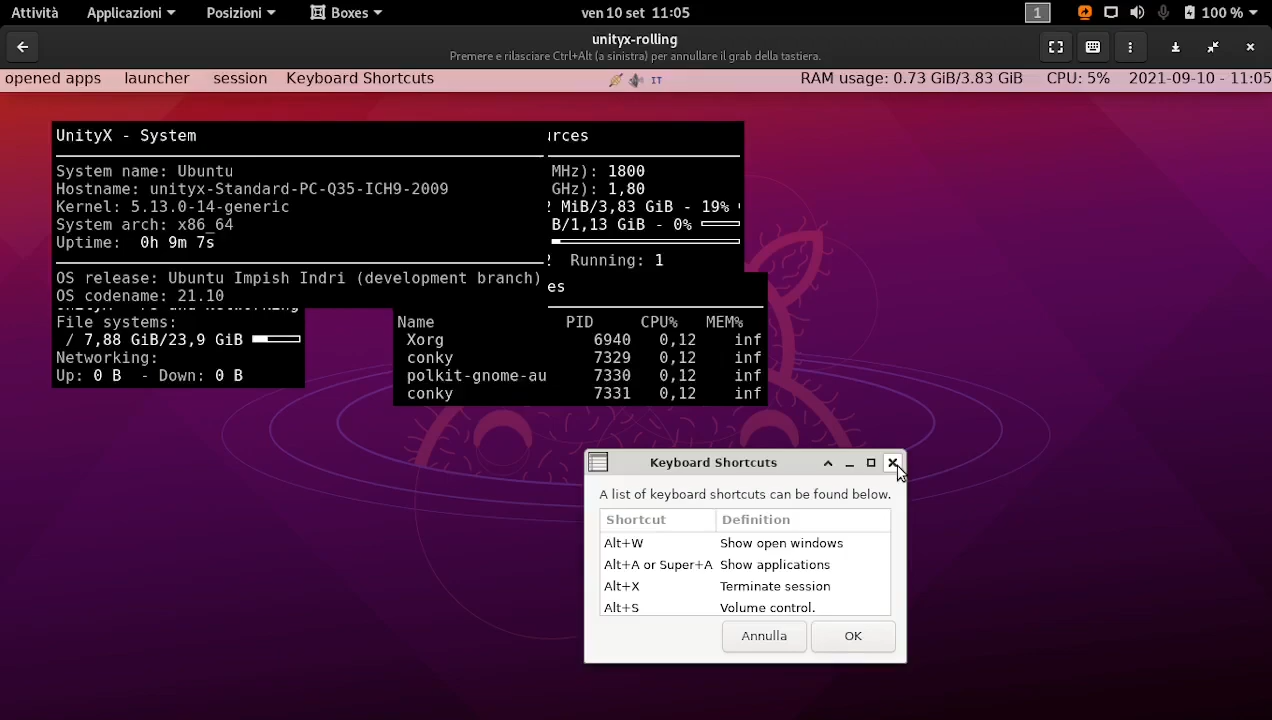 Attività Applicazioni Posizioni Boxes ven 10 set 11:05 1 100 %
unityx-rolling
Premere e rilasciare Ctrl+Alt (a sinistra) per annullare il grab della tastiera.
opened apps launcher session Keyboard Shortcuts IT RAM usage: 0.73 GiB/3.83 GiB CPU: 5% 2021-09-10 - 11:05
UnityX - System
System name: Ubuntu
Hostname: unityx-Standard-PC-Q35-ICH9-2009
Kernel: 5.13.0-14-generic
System arch: x86_64
Uptime: 0h 9m 7s
OS release: Ubuntu Impish Indri (development branch)
OS codename: 21.10
File systems:
/ 7,88 GiB/23,9 GiB
Networking:
Up: 0 B - Down: 0 B
urces
MHz): 1800
GHz): 1,80
MiB/3,83 GiB - 19%
B/1,13 GiB - 0%
Running: 1
es
Name PID CPU% MEM%
Xorg 6940 0,12 inf
conky 7329 0,12 inf
polkit-gnome-au 7330 0,12 inf
conky 7331 0,12 inf
Keyboard Shortcuts
A list of keyboard shortcuts can be found below.
Shortcut Definition
Alt+W Show open windows
Alt+A or Super+A Show applications
Alt+X Terminate session
Alt+S Volume control.
Annulla OK